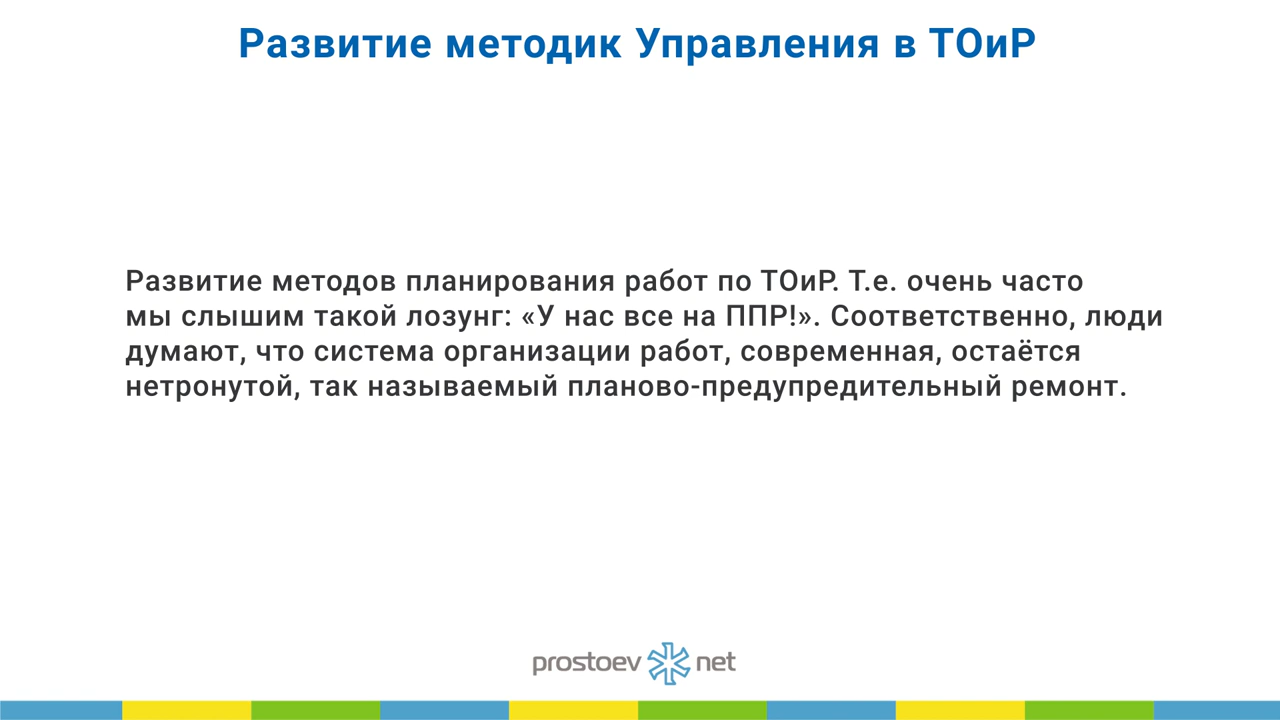 Развитие методик Управления в ТОиР
Развитие методов планирования работ по ТОиР. Т.е. очень часто
мы слышим такой лозунг: «У нас все на ППР!». Соответственно, люди
думают, что система организации работ, современная, остаётся
нетронутой, так называемый планово-предупредительный ремонт.
prostoev net